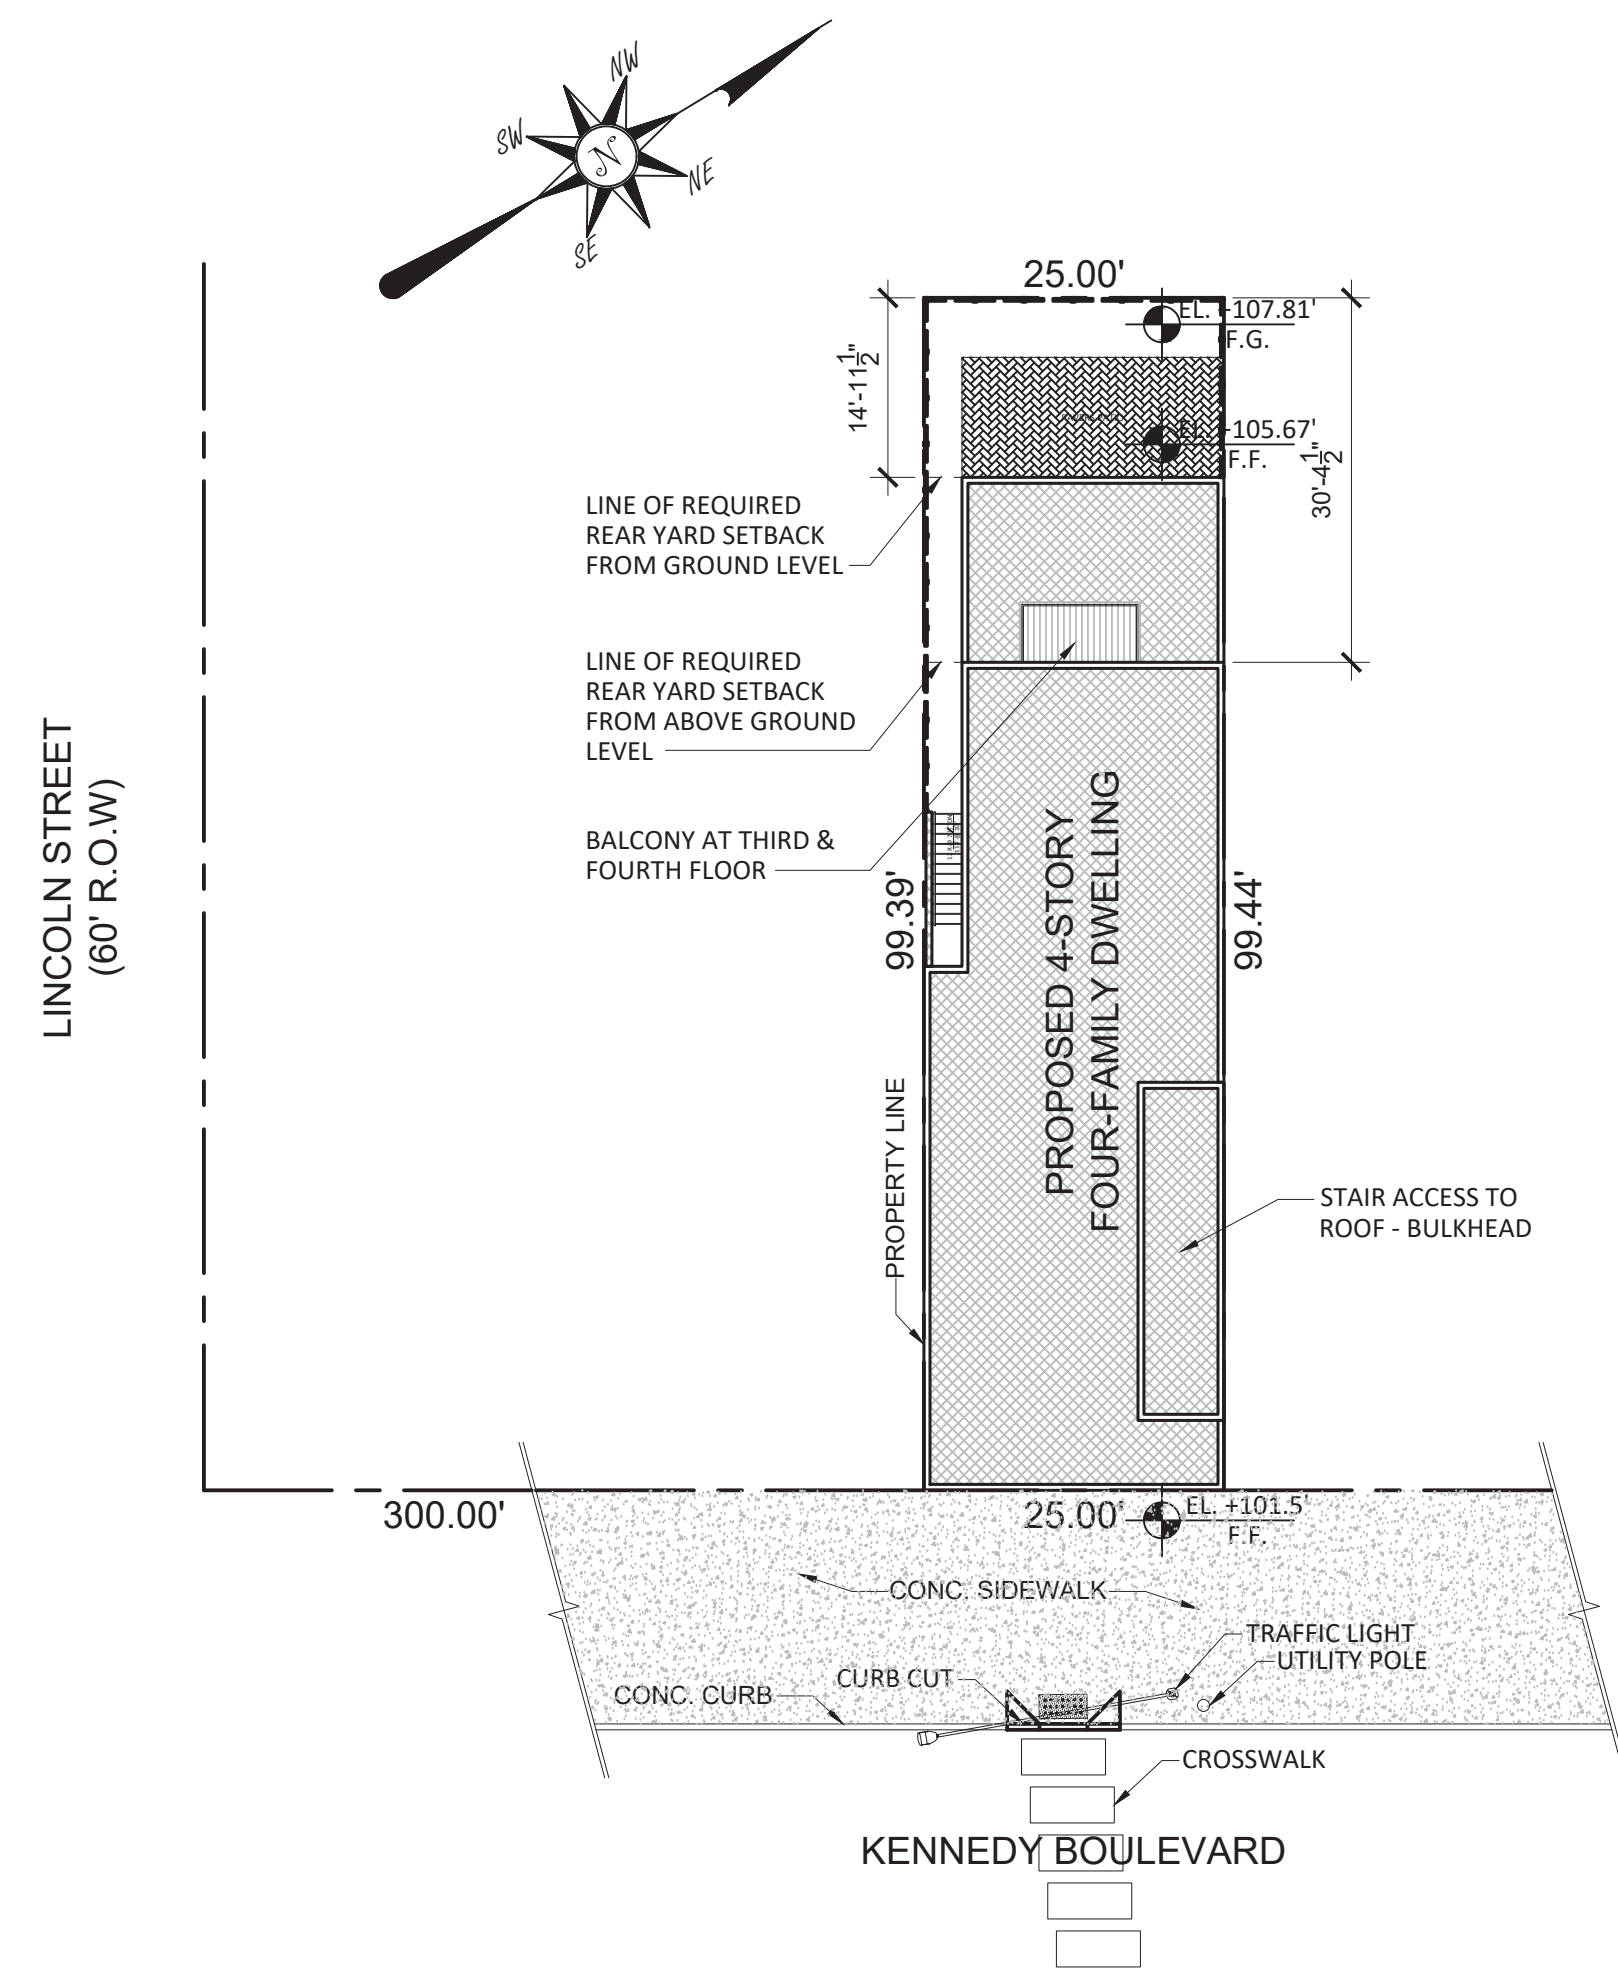 NW
SW
N
NE
SE
25.00'
EL. +107.81'
F.G.
14'-11 1/2"
EL. +105.67'
F.F.
30'-4 1/2"
LINE OF REQUIRED
REAR YARD SETBACK
FROM GROUND LEVEL
LINE OF REQUIRED
REAR YARD SETBACK
FROM ABOVE GROUND
LEVEL
BALCONY AT THIRD &
FOURTH FLOOR
LINCOLN STREET
(60' R.O.W)
99.39'
PROPOSED 4-STORY
FOUR-FAMILY DWELLING
99.44'
PROPERTY LINE
STAIR ACCESS TO
ROOF - BULKHEAD
300.00'
25.00'
EL. +101.5'
F.F.
CONC. SIDEWALK
TRAFFIC LIGHT
UTILITY POLE
CURB CUT
CONC. CURB
CROSSWALK
KENNEDY BOULEVARD